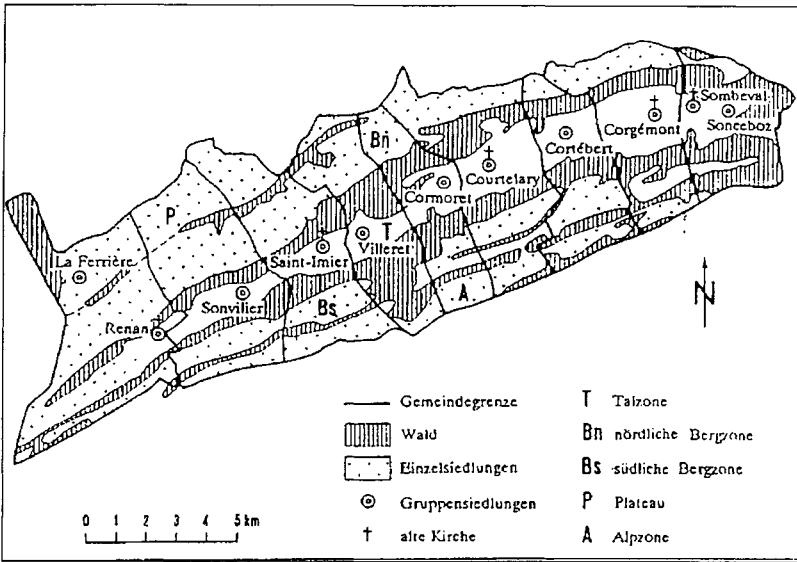 Sombeval
Sonceboz
Corgémont
Cortébert
Bn
Courtelary
Cormoret
P
T
Villeret
Saint-Imier
La Ferrière
A
Sonvilier
Bs
Renan
N
Gemeindegrenze
Wald
Einzelsiedlungen
Gruppensiedlungen
alte Kirche
T Talzone
Bn nördliche Bergzone
Bs südliche Bergzone
P Plateau
A Alpzone
0 1 2 3 4 5 km